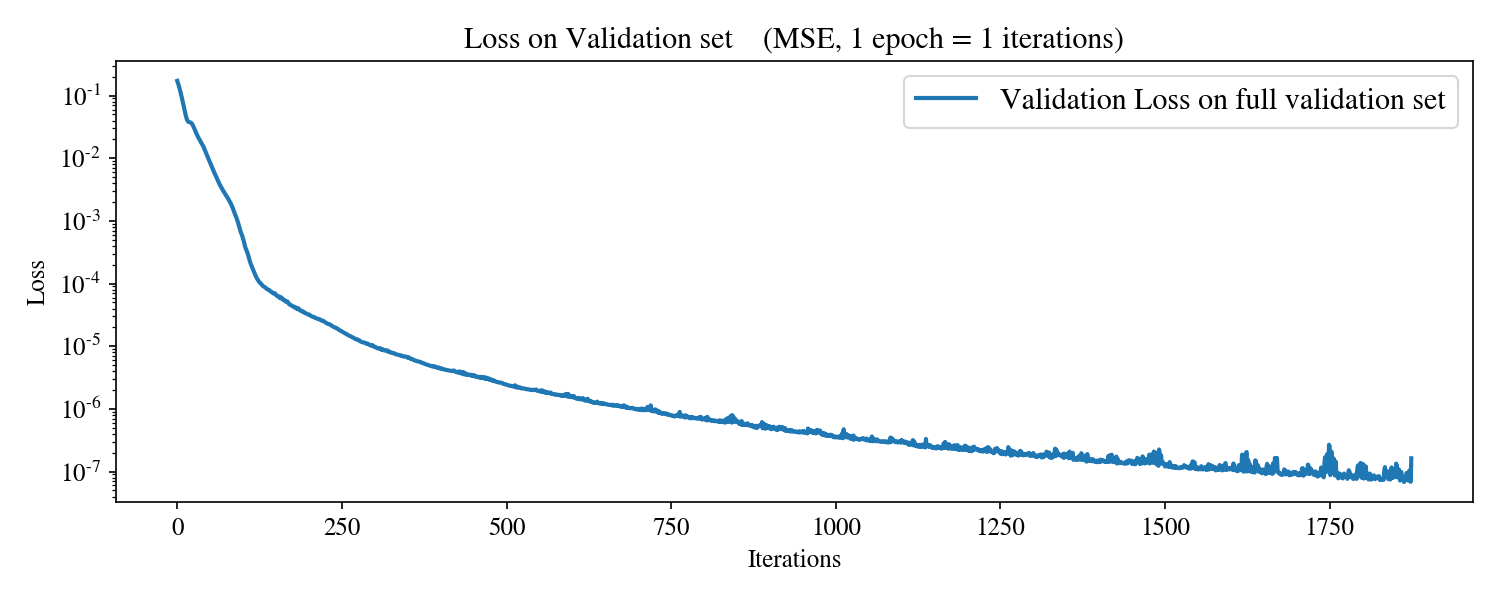 Loss on Validation set    (MSE, 1 epoch = 1 iterations)
Validation Loss on full validation set
Loss
10^-1
10^-2
10^-3
10^-4
10^-5
10^-6
10^-7
0 250 500 750 1000 1250 1500 1750
Iterations